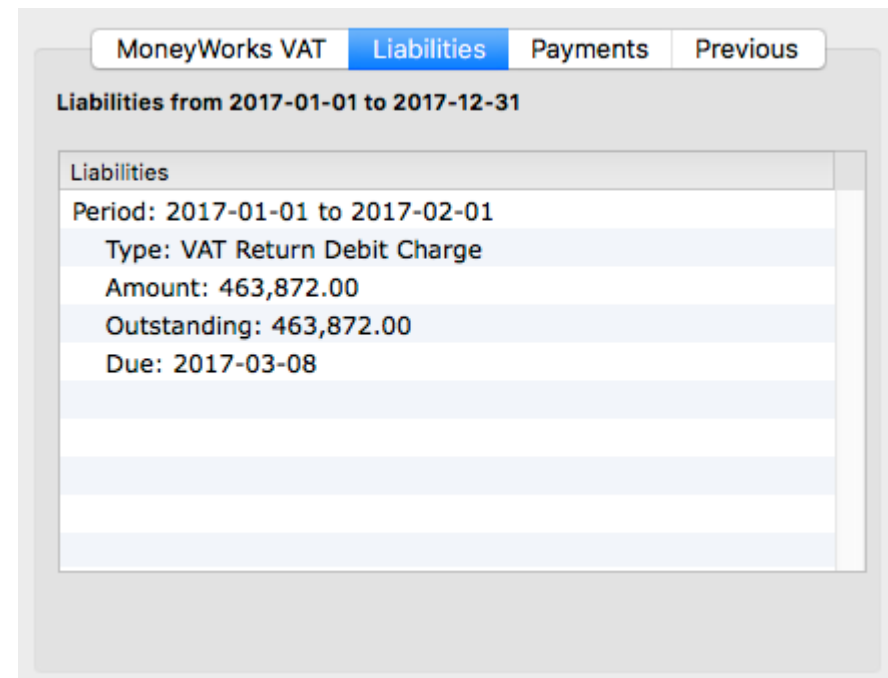 MoneyWorks VAT Liabilities Payments Previous
Liabilities from 2017-01-01 to 2017-12-31
Liabilities
Period: 2017-01-01 to 2017-02-01
Type: VAT Return Debit Charge
Amount: 463,872.00
Outstanding: 463,872.00
Due: 2017-03-08